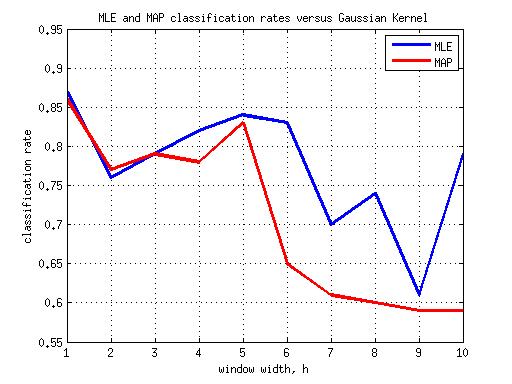 MLE and MAP classification rates versus Gaussian Kernel
MLE
MAP
0.95
0.9
0.85
0.8
0.75
0.7
0.65
0.6
0.55
classification rate
1 2 3 4 5 6 7 8 9 10
window width, h